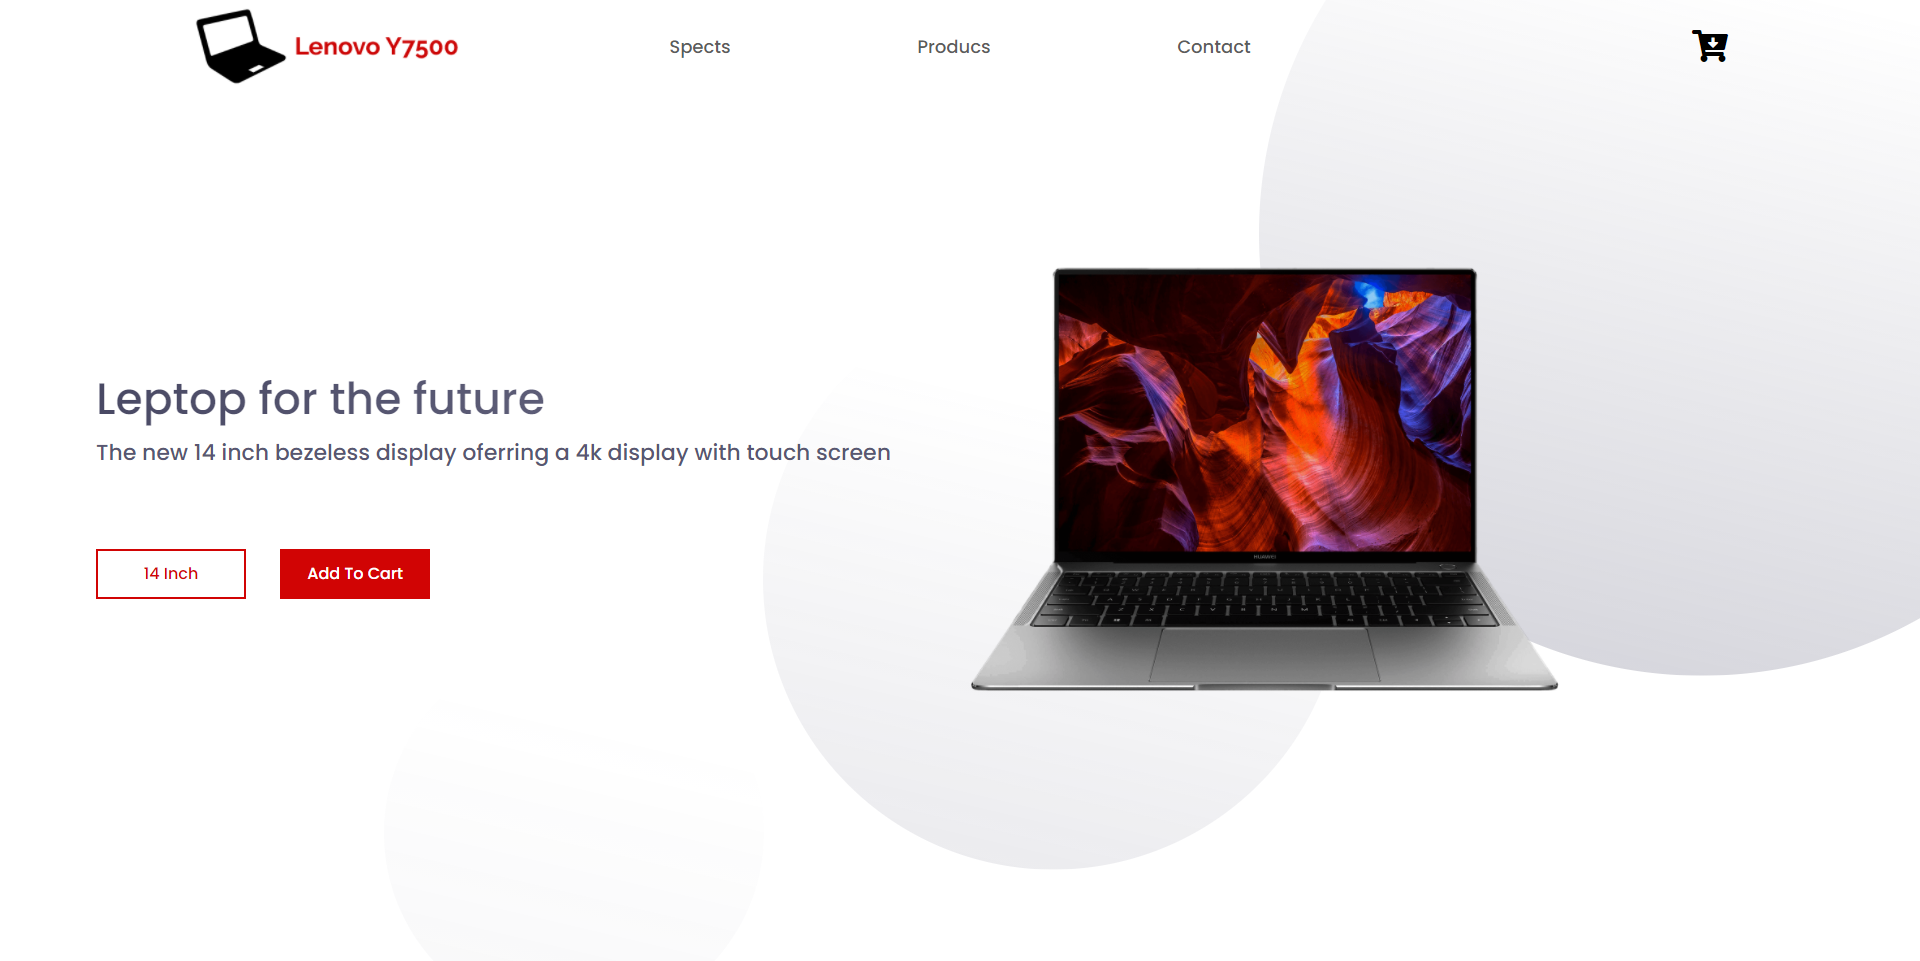 Lenovo Y7500
Spects
Producs
Contact
Leptop for the future
The new 14 inch bezeless display oferring a 4k display with touch screen
14 Inch
Add To Cart
HUAWEI